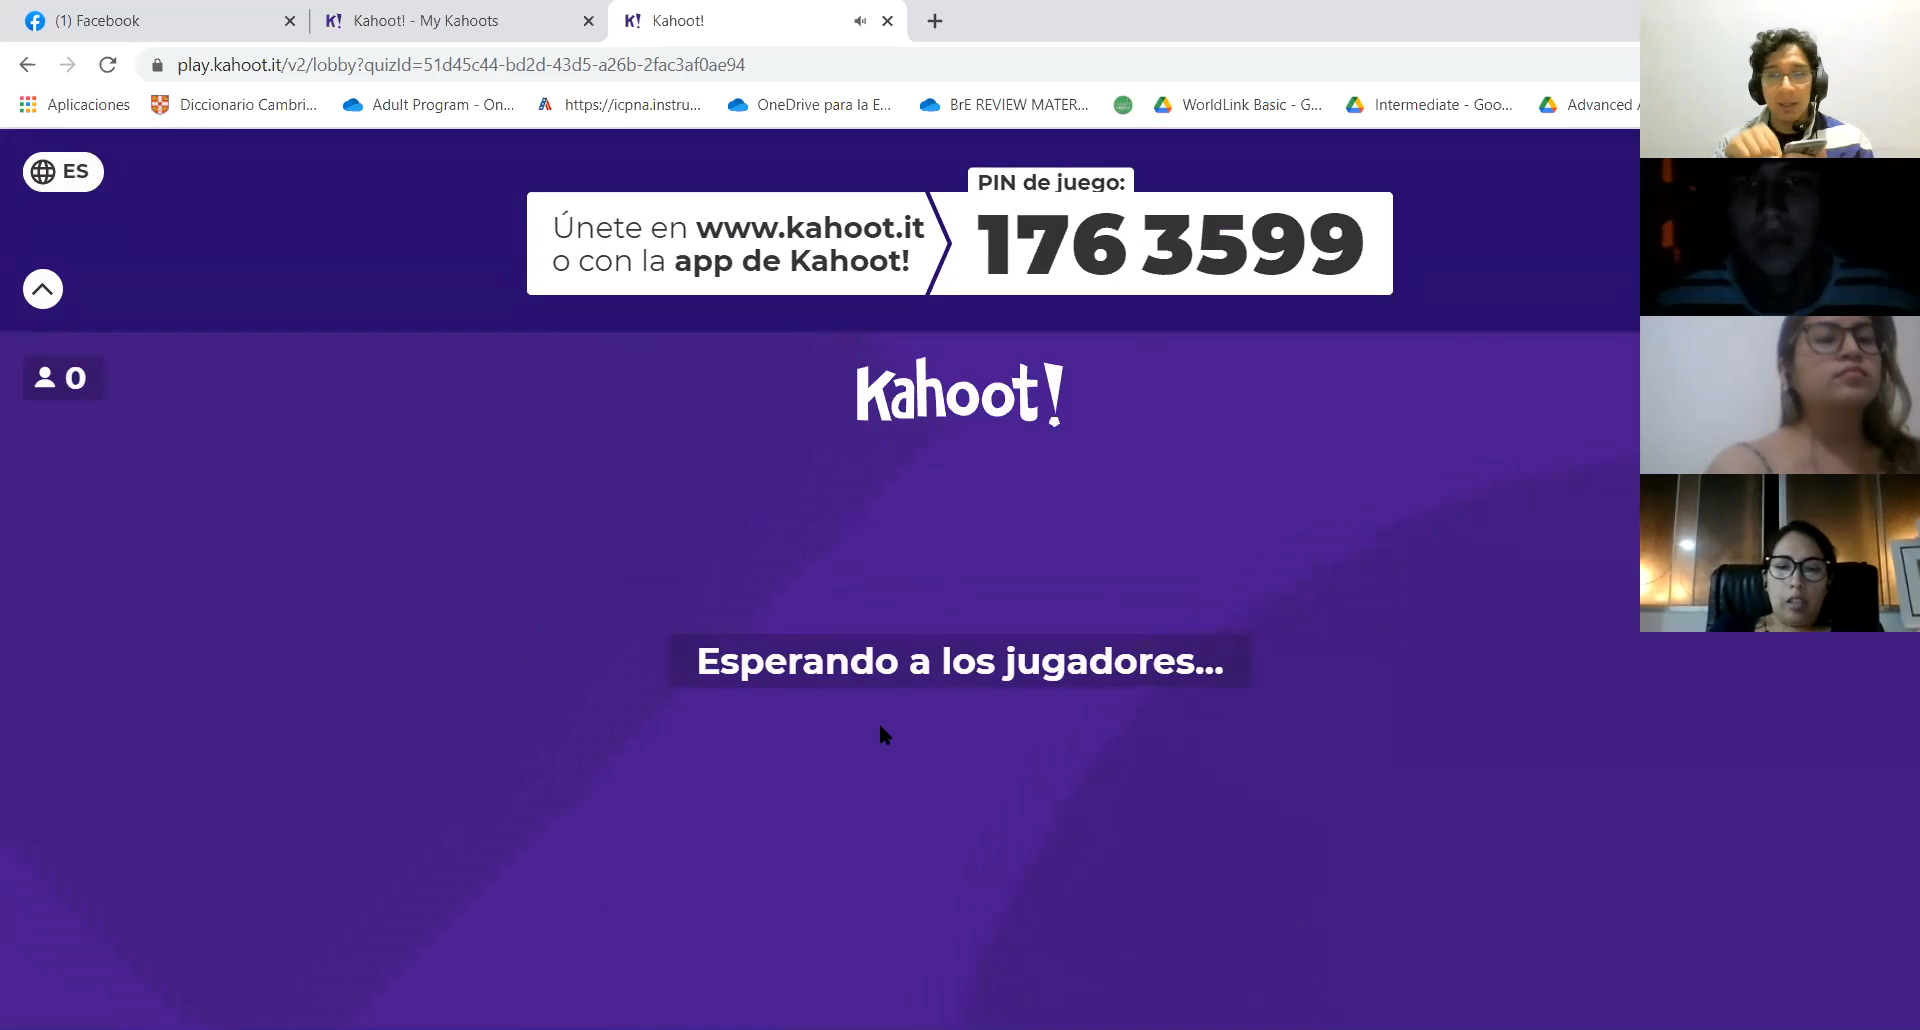 (1) Facebook
Kahoot! - My Kahoots
Kahoot!
play.kahoot.it/v2/lobby?quizId=51d45c44-bd2d-43d5-a26b-2fac3af0ae94
Aplicaciones
Diccionario Cambri...
Adult Program - On...
https://icpna.instru...
OneDrive para la E...
BrE REVIEW MATER...
WorldLink Basic - G...
Intermediate - Goo...
Advanced A
ES
Únete en www.kahoot.it
o con la app de Kahoot!
PIN de juego:
176 3599
0
Kahoot!
Esperando a los jugadores...